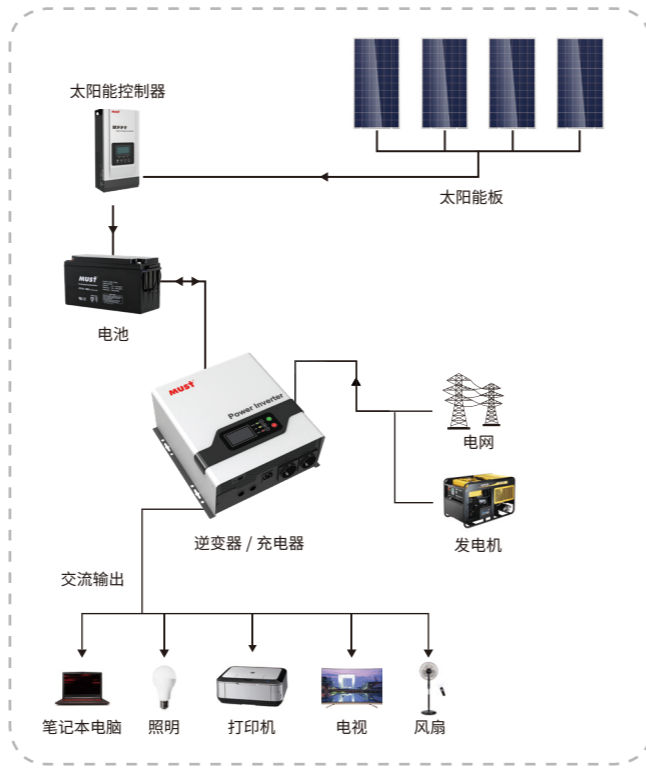 太阳能控制器
太阳能板
MUST
电池
MUST
Power inverter
电网
发电机
逆变器 / 充电器
交流输出
笔记本电脑
照明
打印机
电视
风扇